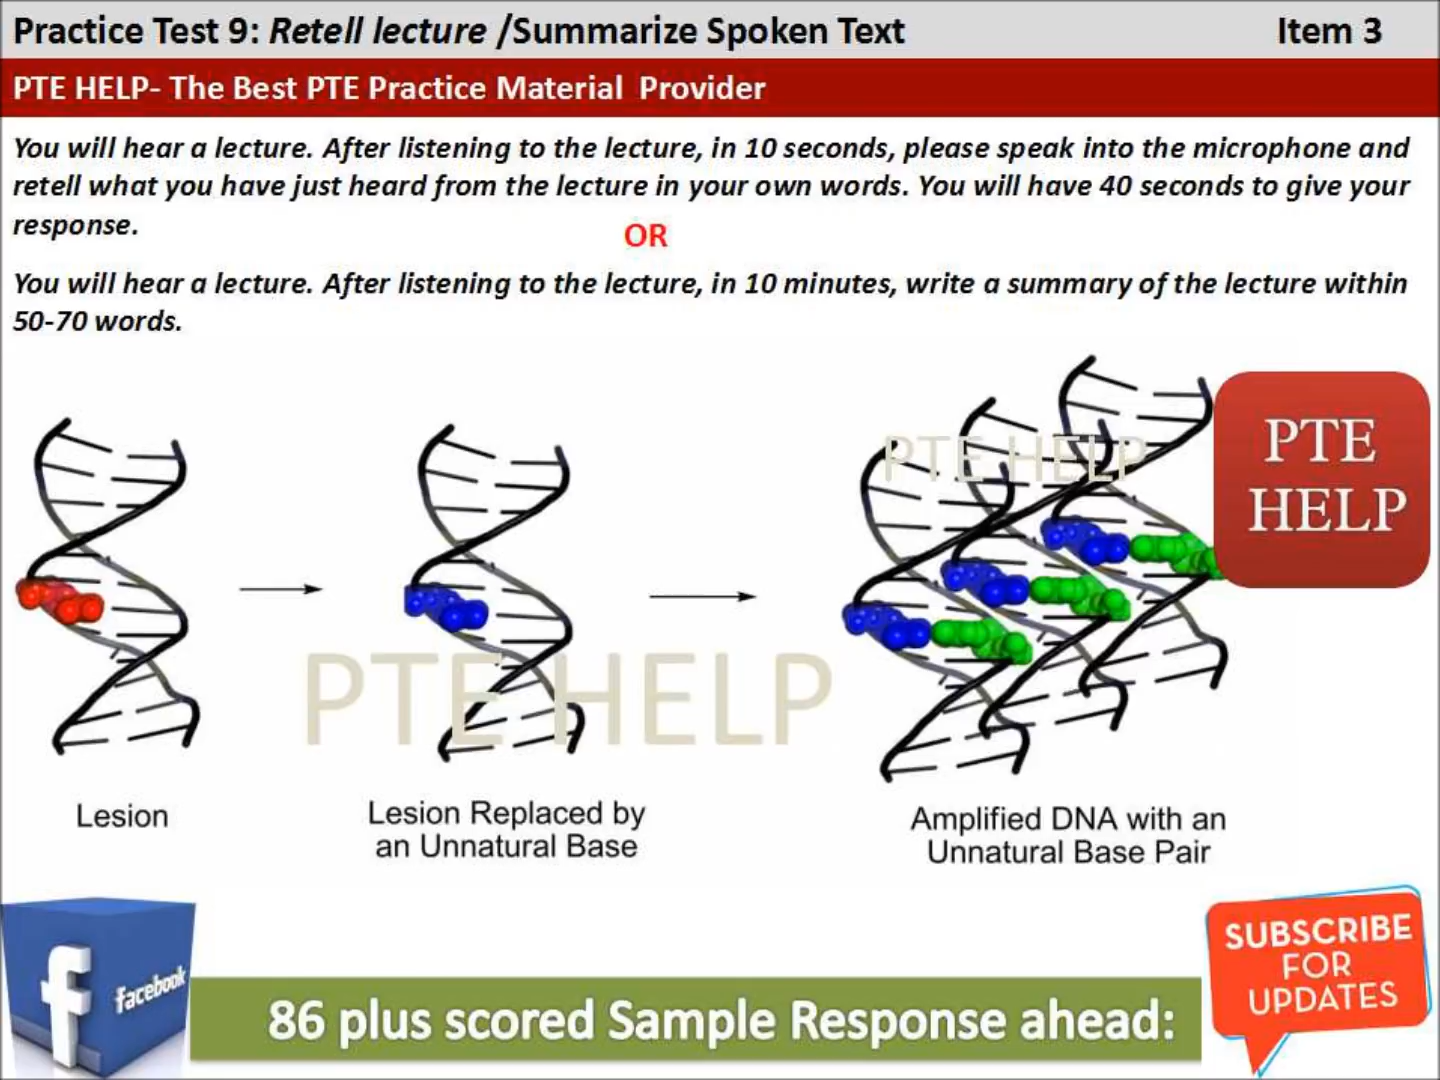 Practice Test 9: Retell lecture /Summarize Spoken Text Item 3
PTE HELP- The Best PTE Practice Material Provider
You will hear a lecture. After listening to the lecture, in 10 seconds, please speak into the microphone and
retell what you have just heard from the lecture in your own words. You will have 40 seconds to give your
response.
OR
You will hear a lecture. After listening to the lecture, in 10 minutes, write a summary of the lecture within
50-70 words.
PTE HELP
PTE
HELP
PTE HELP
Lesion
Lesion Replaced by
an Unnatural Base
Amplified DNA with an
Unnatural Base Pair
f
facebook
SUBSCRIBE
FOR
UPDATES
86 plus scored Sample Response ahead: